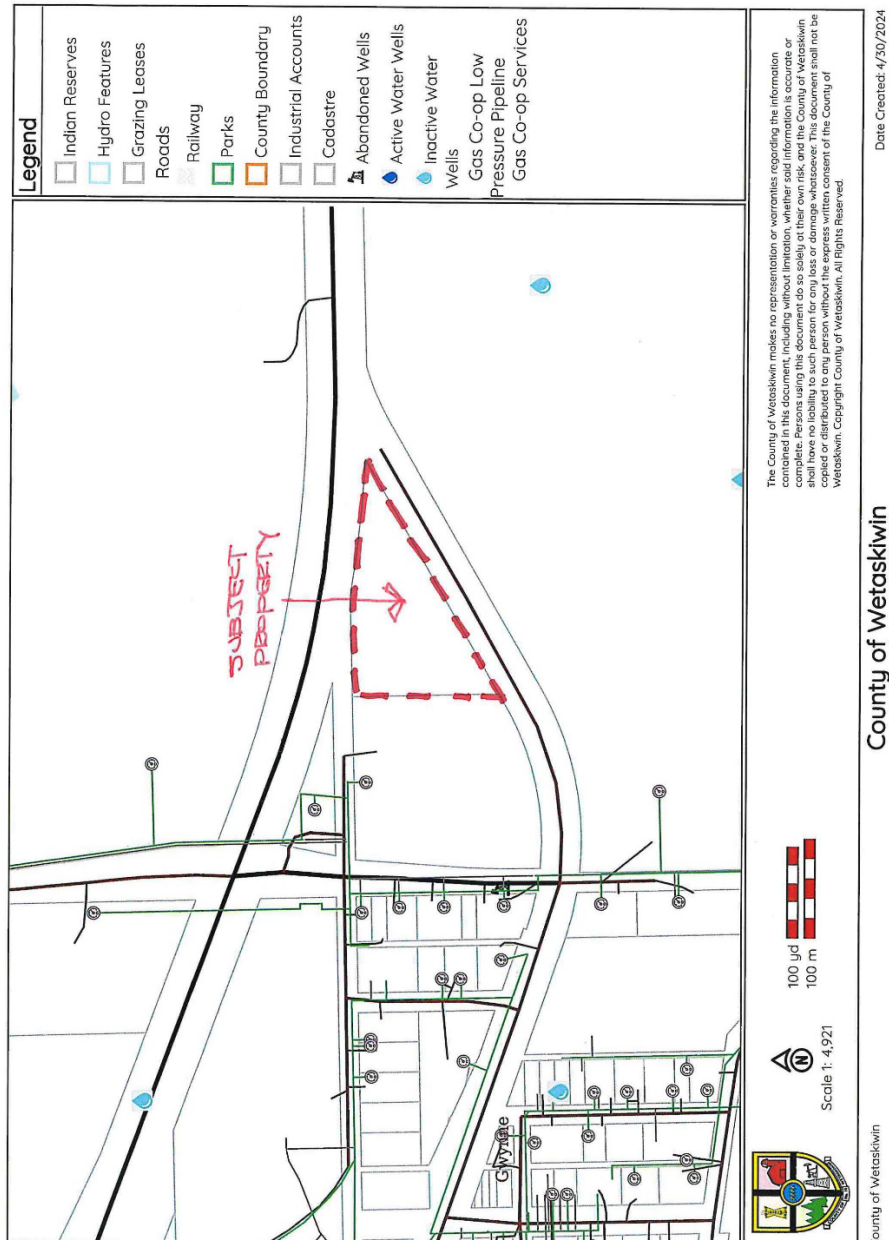 Legend
Indian Reserves
Hydro Features
Grazing Leases
Roads
Railway
Parks
County Boundary
Industrial Accounts
Cadastre
Abandoned Wells
Active Water Wells
Inactive Water
Wells
Gas Co-op Low
Pressure Pipeline
Gas Co-op Services
SUBJECT
PROPERTY
Gwynne
N
Scale 1: 4,921
100 yd
100 m
The County of Wetaskiwin makes no representation or warranties regarding the information
contained in this document, including without limitation, whether said information is accurate or
complete. Persons using this document do so solely at their own risk, and the County of Wetaskiwin
shall have no liability to such person for any loss or damage whatsoever. This document shall not be
copied or distributed to any person without the express written consent of the County of
Wetaskiwin. Copyright County of Wetaskiwin. All Rights Reserved.
County of Wetaskiwin
County of Wetaskiwin
Date Created: 4/30/2024